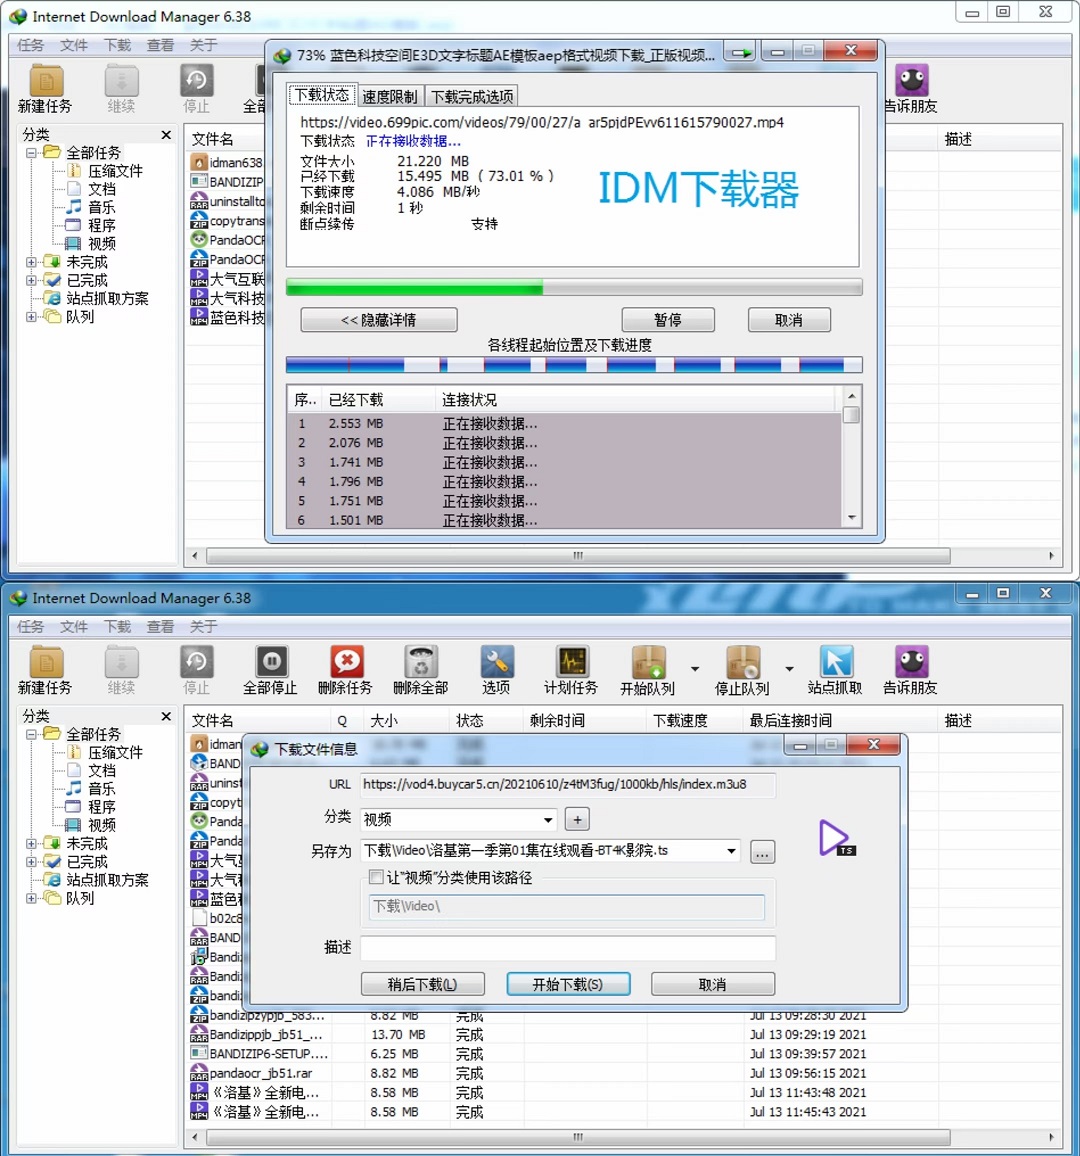 Internet Download Manager 6.38
任务 文件 下载 查看 关于
新建任务 继续 停止 全部 告诉朋友
73% 蓝色科技空间E3D文字标题AE模板aep格式视频下载_正版视频...
下载状态 速度限制 下载完成选项
https://video.699pic.com/videos/79/00/27/a ar5pjdPEvv611615790027.mp4
下载状态 正在接收数据...
文件大小 21.220 MB
已经下载 15.495 MB ( 73.01 % )
下载速度 4.086 MB/秒
剩余时间 1 秒
断点续传 支持
IDM下载器
<< 隐藏详情 暂停 取消
各线程起始位置及下载进度
序.. 已经下载 连接状况
1 2.553 MB 正在接收数据...
2 2.076 MB 正在接收数据...
3 1.741 MB 正在接收数据...
4 1.796 MB 正在接收数据...
5 1.751 MB 正在接收数据...
6 1.501 MB 正在接收数据...
分类
全部任务
压缩文件
文档
音乐
程序
视频
未完成
已完成
站点抓取方案
队列
文件名 描述
idman638
BANDIZIP
uninstallto
copytrans
PandaOCR
PandaOCR
大气互联
大气科技
蓝色科技
Internet Download Manager 6.38
任务 文件 下载 查看 关于
新建任务 继续 停止 全部停止 删除任务 删除全部 选项 计划任务 开始队列 停止队列 站点抓取 告诉朋友
分类
全部任务
压缩文件
文档
音乐
程序
视频
未完成
已完成
站点抓取方案
队列
文件名 Q 大小 状态 剩余时间 下载速度 最后连接时间 描述
idman
BAND
uninst
copyt
Panda
Panda
大气
大气
蓝色
b02c8
BAND
Bandi
Bandi
bandi
下载文件信息
URL https://vod4.buycar5.cn/20210610/z4tM3fug/1000kb/hls/index.m3u8
分类 视频 +
另存为 下载\Video\洛基第一季第01集在线观看-BT4K影院.ts ...
TS
让"视频"分类使用该路径
下载\Video\
描述
稍后下载(L) 开始下载(S) 取消
bandizipzypjb_583... 8.82 MB 完成 Jul 13 09:28:30 2021
Bandizippjb_jb51_... 13.70 MB 完成 Jul 13 09:29:19 2021
BANDIZIP6-SETUP.... 6.25 MB 完成 Jul 13 09:39:57 2021
pandaocr_jb51.rar 8.82 MB 完成 Jul 13 09:56:15 2021
《洛基》全新电... 8.58 MB 完成 Jul 13 11:43:48 2021
《洛基》全新电... 8.58 MB 完成 Jul 13 11:45:43 2021